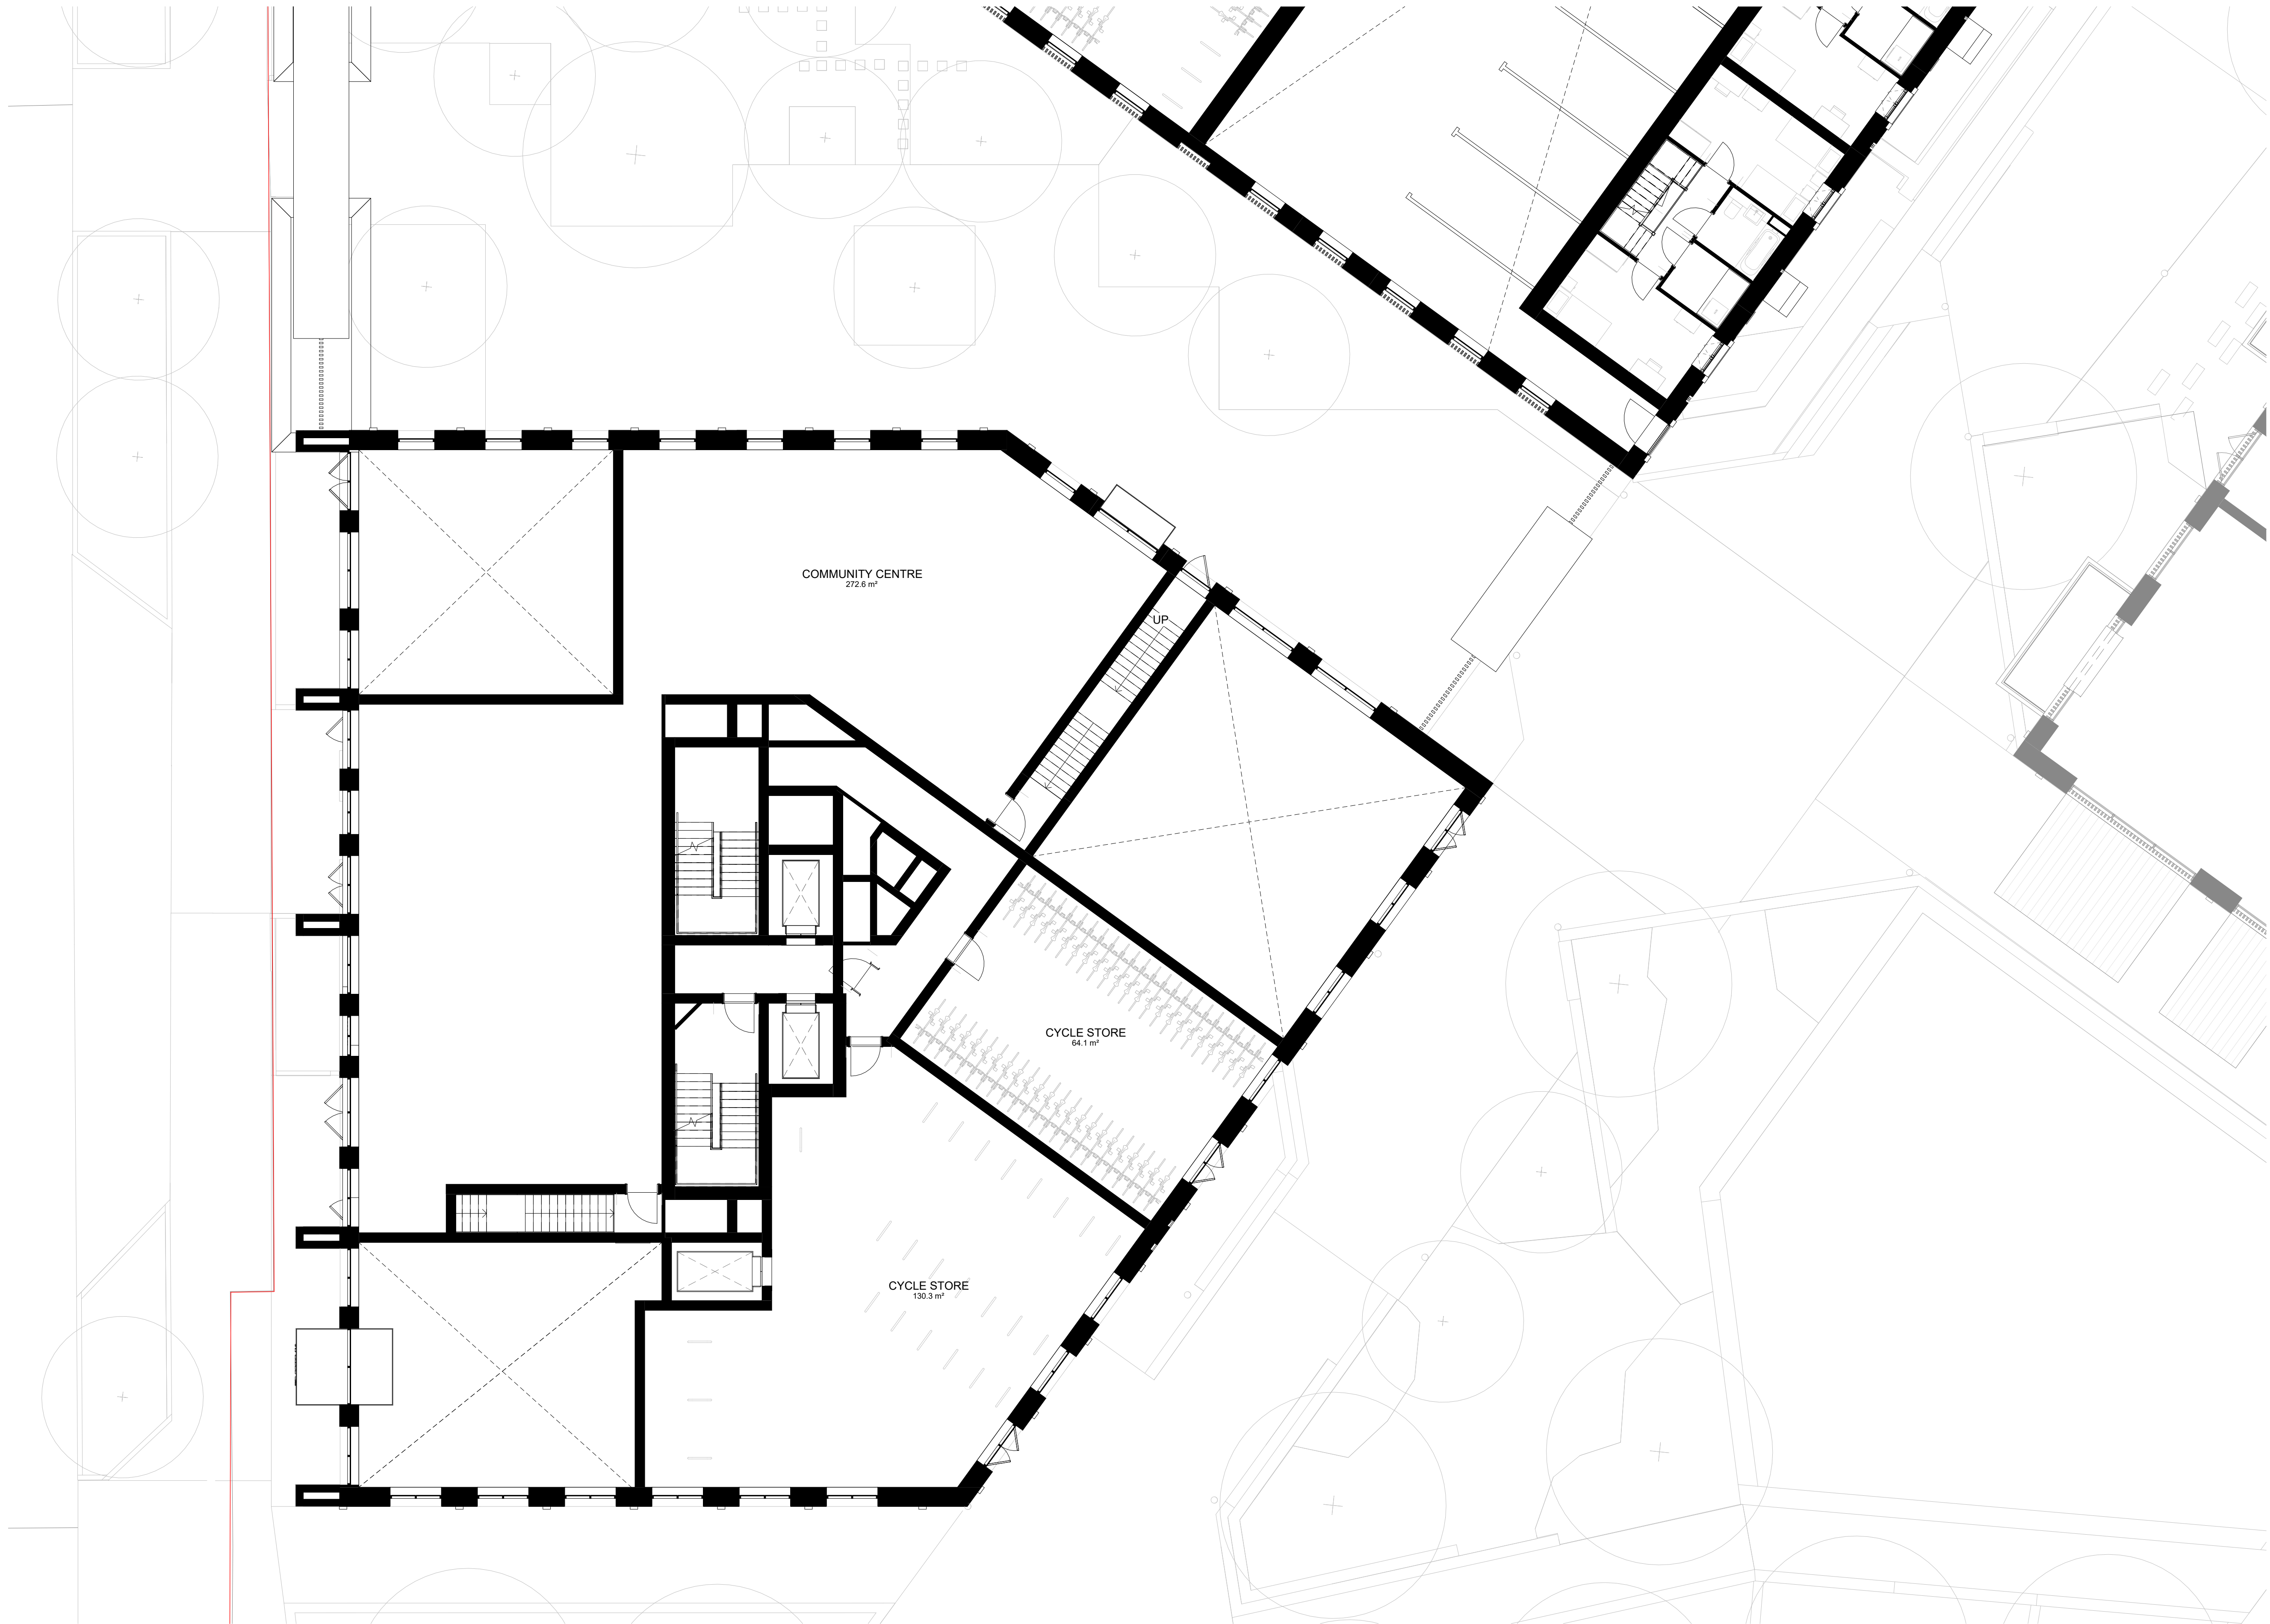 COMMUNITY CENTRE
272.6 m²
UP
CYCLE STORE
64.1 m²
CYCLE STORE
130.3 m²